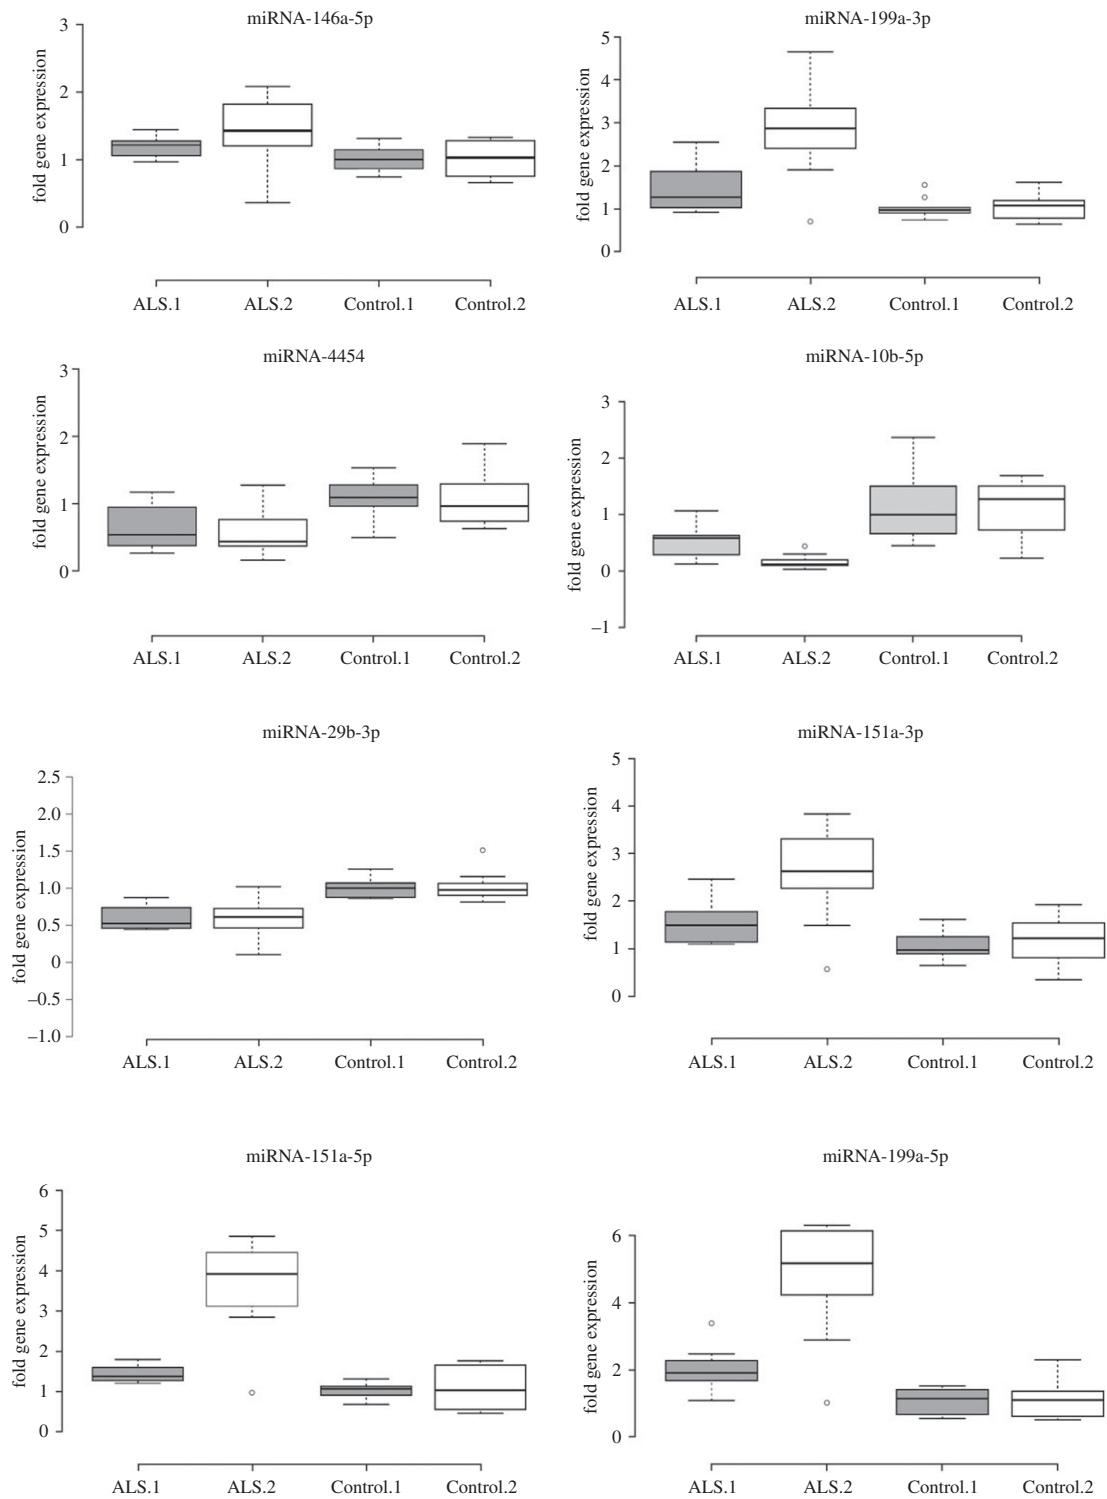 miRNA-146a-5p
fold gene expression
3
2
1
0
ALS.1 ALS.2 Control.1 Control.2
miRNA-199a-3p
fold gene expression
5
4
3
2
1
0
ALS.1 ALS.2 Control.1 Control.2
miRNA-4454
fold gene expression
3
2
1
0
ALS.1 ALS.2 Control.1 Control.2
miRNA-10b-5p
fold gene expression
3
2
1
0
–1
ALS.1 ALS.2 Control.1 Control.2
miRNA-29b-3p
fold gene expression
2.5
2.0
1.5
1.0
0.5
0
–0.5
–1.0
ALS.1 ALS.2 Control.1 Control.2
miRNA-151a-3p
fold gene expression
5
4
3
2
1
0
ALS.1 ALS.2 Control.1 Control.2
miRNA-151a-5p
fold gene expression
6
5
4
3
2
1
0
ALS.1 ALS.2 Control.1 Control.2
miRNA-199a-5p
fold gene expression
6
4
2
0
ALS.1 ALS.2 Control.1 Control.2